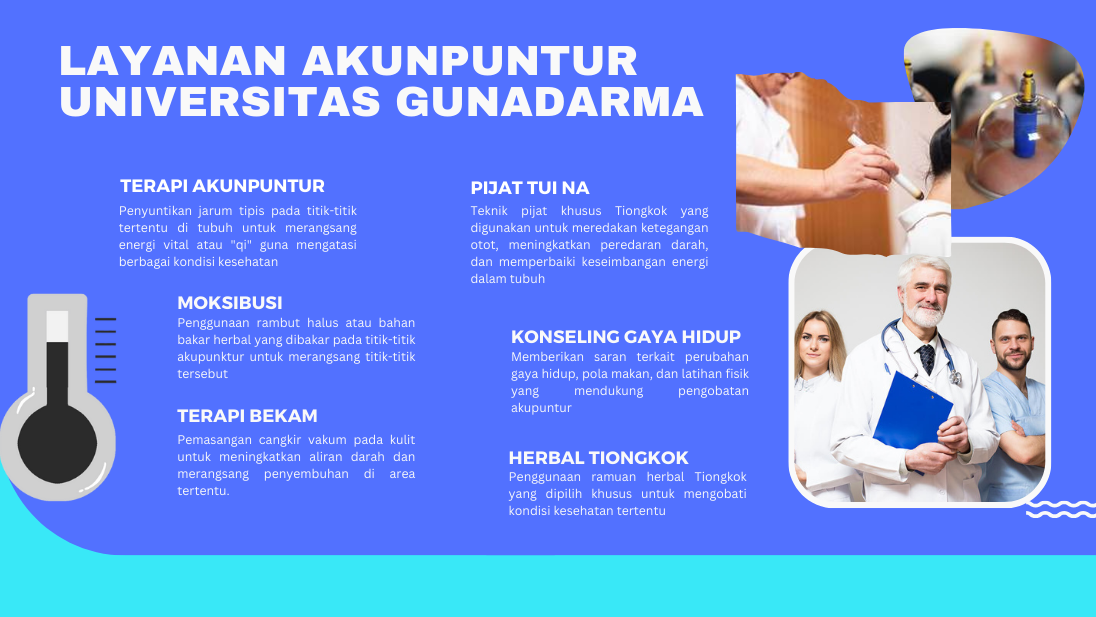 LAYANAN AKUNPUNTUR
UNIVERSITAS GUNADARMA
TERAPI AKUNPUNTUR
Penyuntikan jarum tipis pada titik-titik
tertentu di tubuh untuk merangsang
energi vital atau "qi" guna mengatasi
berbagai kondisi kesehatan
MOKSIBUSI
Penggunaan rambut halus atau bahan
bakar herbal yang dibakar pada titik-titik
akupunktur untuk merangsang titik-titik
tersebut
TERAPI BEKAM
Pemasangan cangkir vakum pada kulit
untuk meningkatkan aliran darah dan
merangsang penyembuhan di area
tertentu.
PIJAT TUI NA
Teknik pijat khusus Tiongkok yang
digunakan untuk meredakan ketegangan
otot, meningkatkan peredaran darah,
dan memperbaiki keseimbangan energi
dalam tubuh
KONSELING GAYA HIDUP
Memberikan saran terkait perubahan
gaya hidup, pola makan, dan latihan fisik
yang mendukung pengobatan
akupuntur
HERBAL TIONGKOK
Penggunaan ramuan herbal Tiongkok
yang dipilih khusus untuk mengobati
kondisi kesehatan tertentu